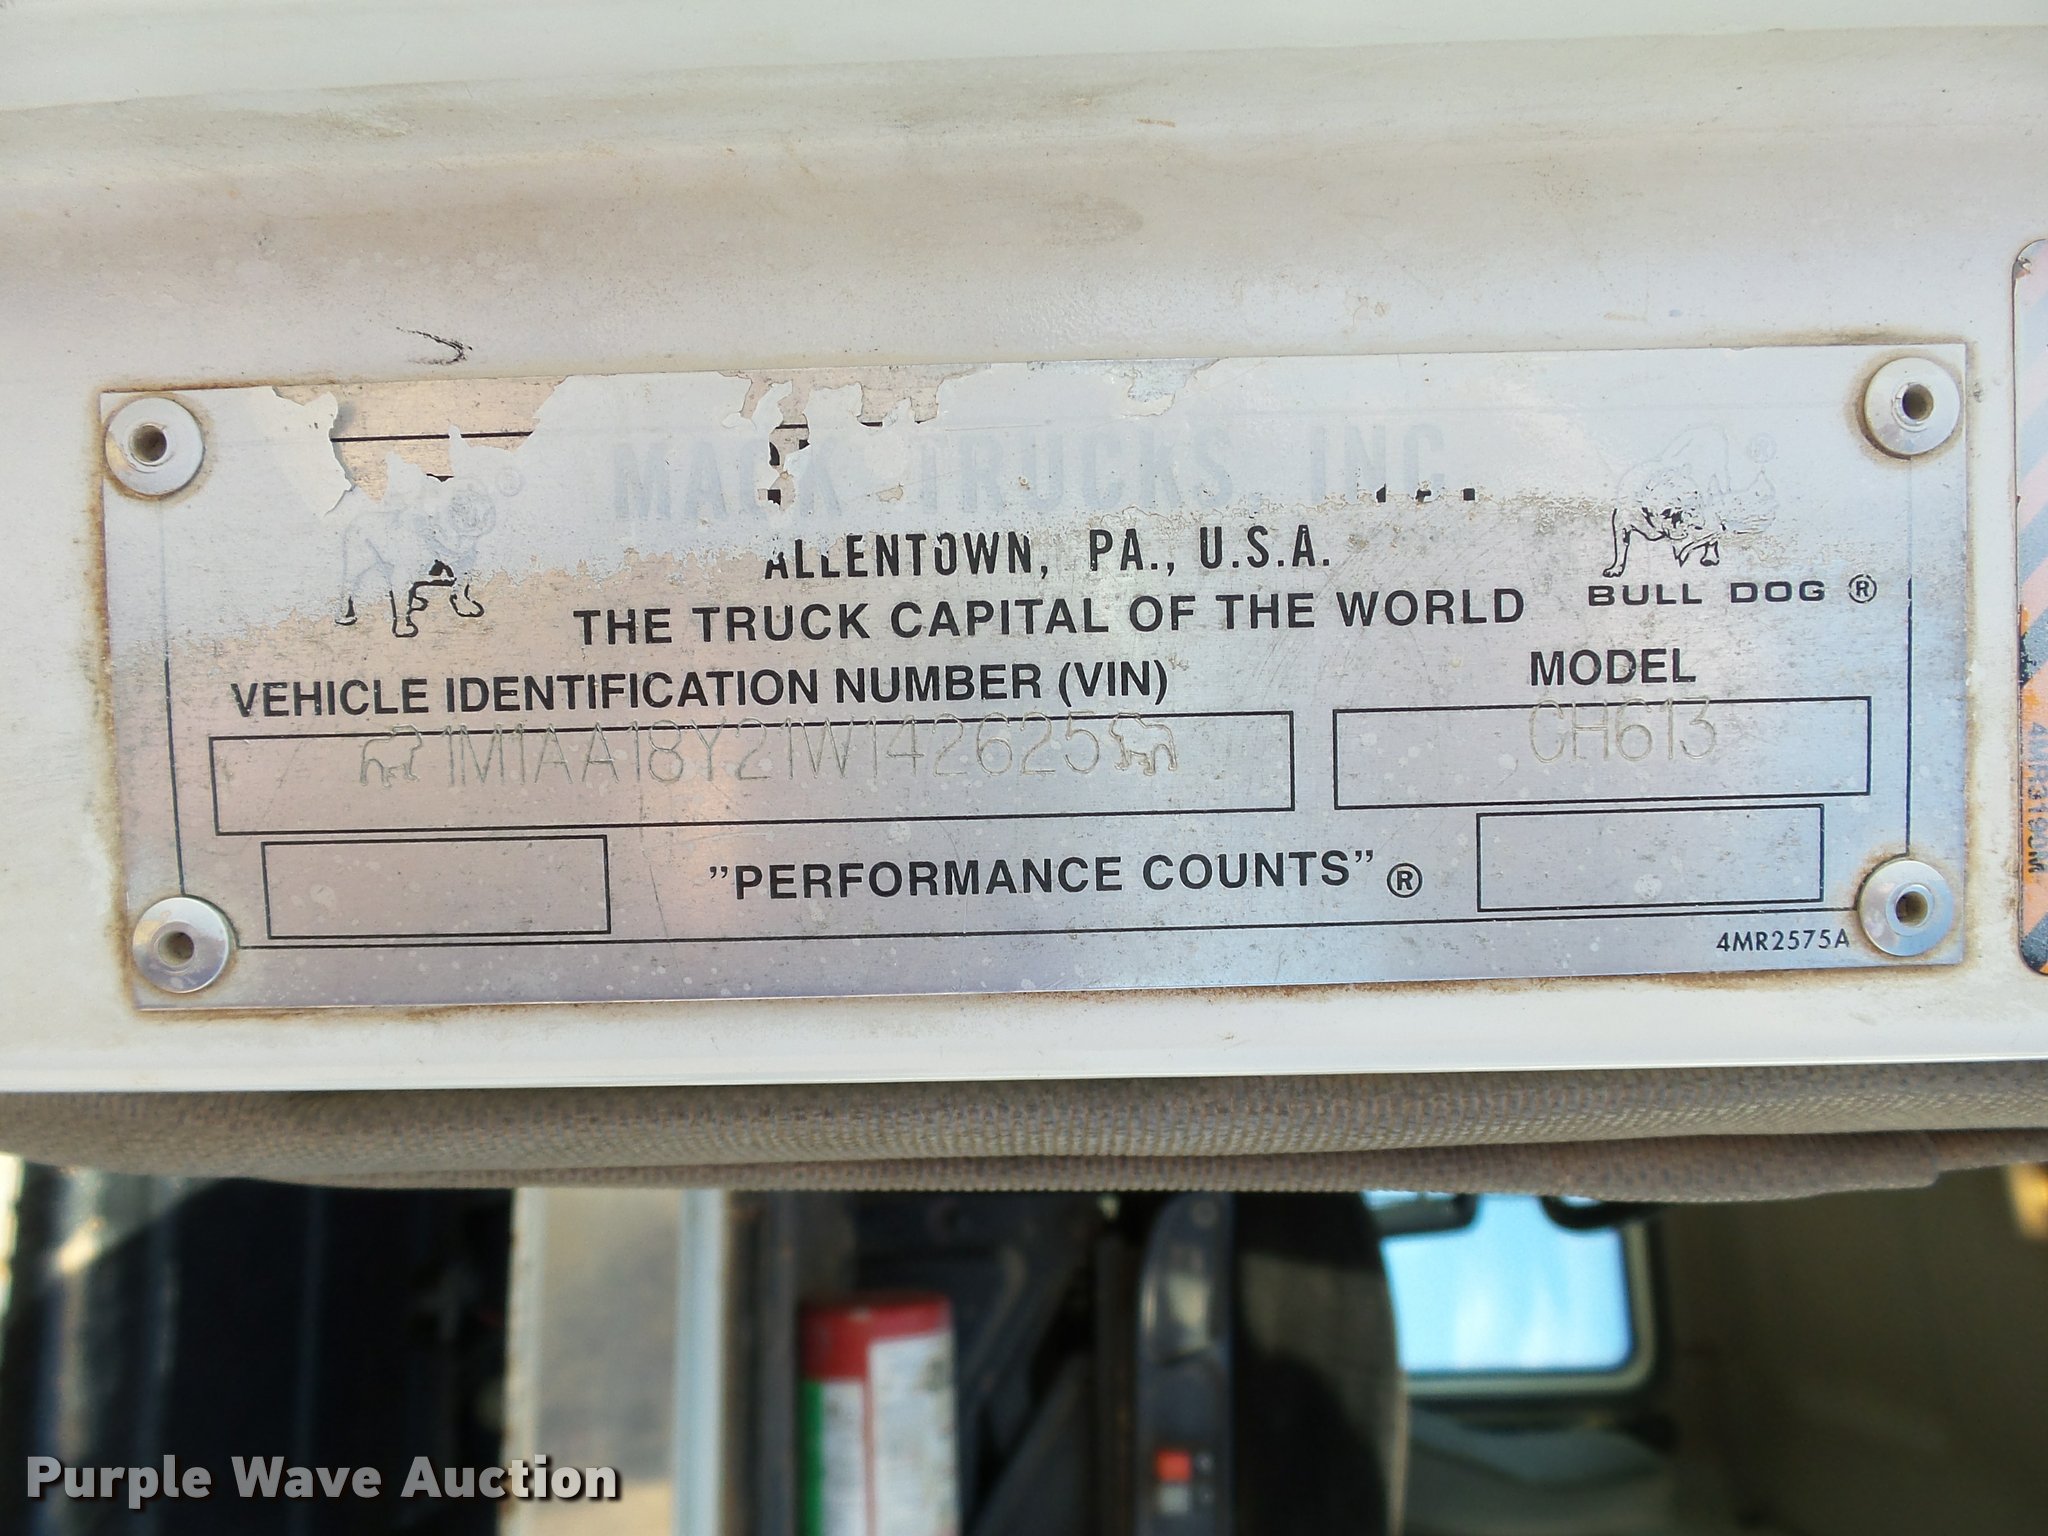 MACK TRUCKS, INC.
ALLENTOWN, PA., U.S.A.
THE TRUCK CAPITAL OF THE WORLD
BULL DOG ®
VEHICLE IDENTIFICATION NUMBER (VIN)
MODEL
1M1AA18Y21W142625
CH613
"PERFORMANCE COUNTS"®
4MR2575A
4MR3190M
Purple Wave Auction